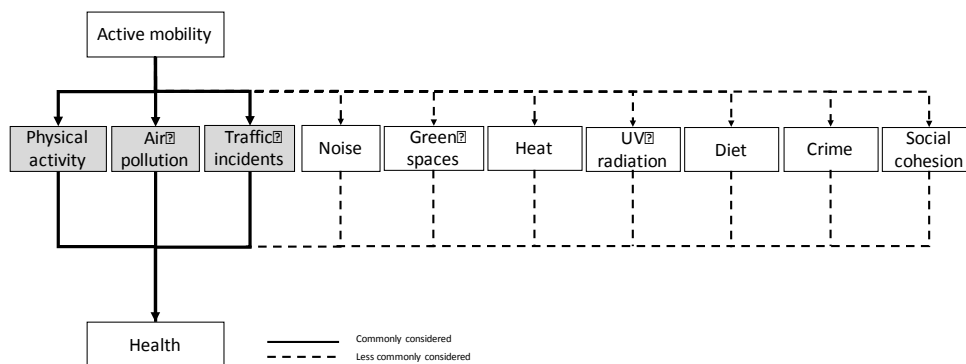 Active mobility
Physical
activity
Air
pollution
Traffic
incidents
Noise
Green
spaces
Heat
UV
radiation
Diet
Crime
Social
cohesion
Health
Commonly considered
Less commonly considered